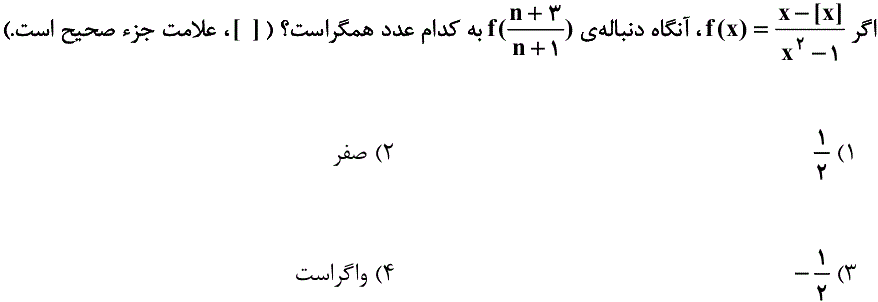 اگر f(x) = (x − [x]) / (x^۲ − ۱)، آنگاه دنباله‌ی f((n + ۳) / (n + ۱)) به کدام عدد همگراست؟ ( [ ]، علامت جزء صحیح است.)
۱) ۱/۲ ۲) صفر
۳) −۱/۲ ۴) واگراست